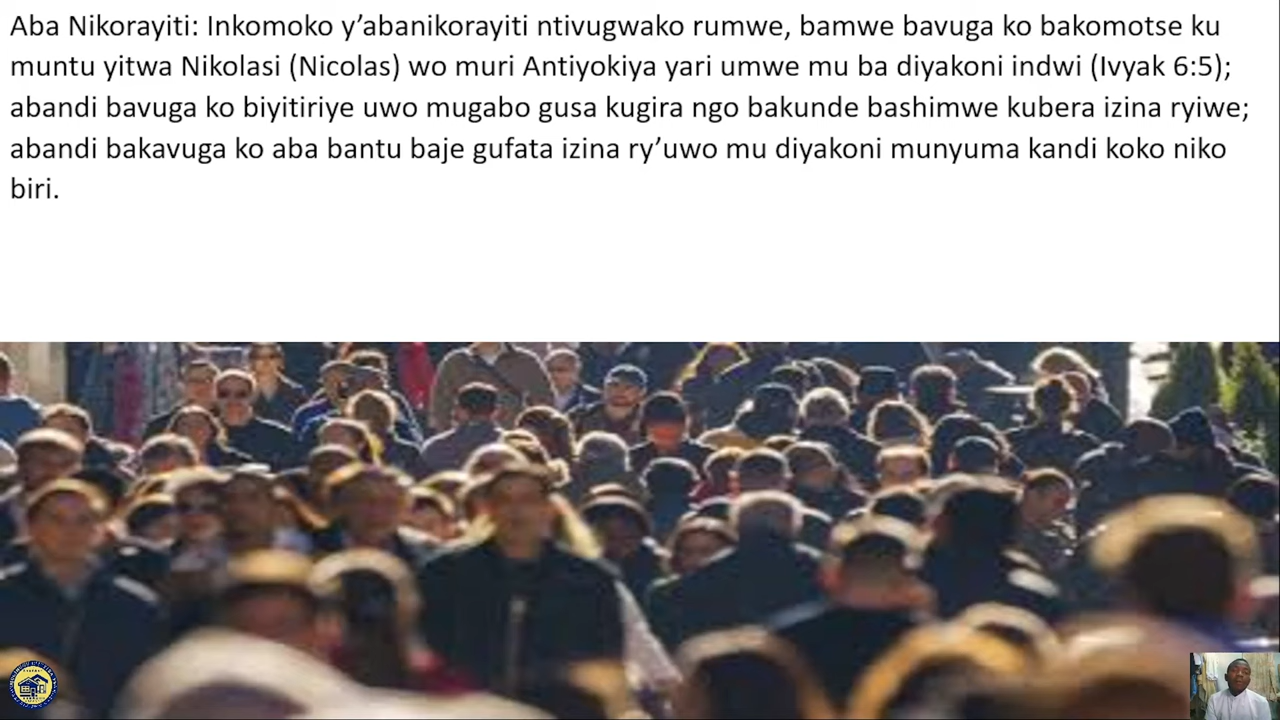 Aba Nikorayiti: Inkomoko y’abanikorayiti ntivugwako rumwe, bamwe bavuga ko bakomotse ku
muntu yitwa Nikolasi (Nicolas) wo muri Antiyokiya yari umwe mu ba diyakoni indwi (Ivyak 6:5);
abandi bavuga ko biyitiriye uwo mugabo gusa kugira ngo bakunde bashimwe kubera izina ryiwe;
abandi bakavuga ko aba bantu baje gufata izina ry’uwo mu diyakoni munyuma kandi koko niko
biri.